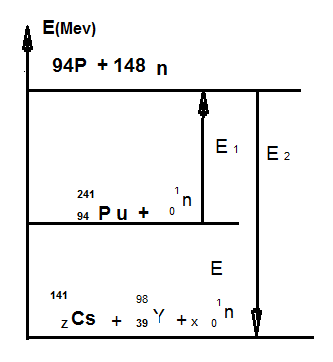 E(Mev)
94P + 148 n
E 1
E 2
241
94 Pu + 1 0 n
E
141 Z Cs + 98 39 Y + x 1 0 n